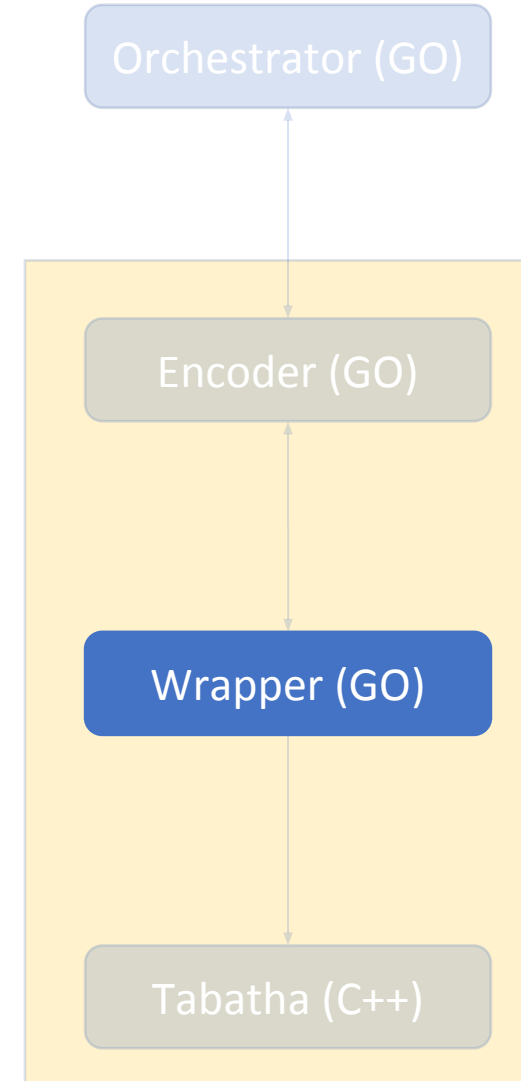 Orchestrator (GO)
Encoder (GO)
Wrapper (GO)
Tabatha (C++)